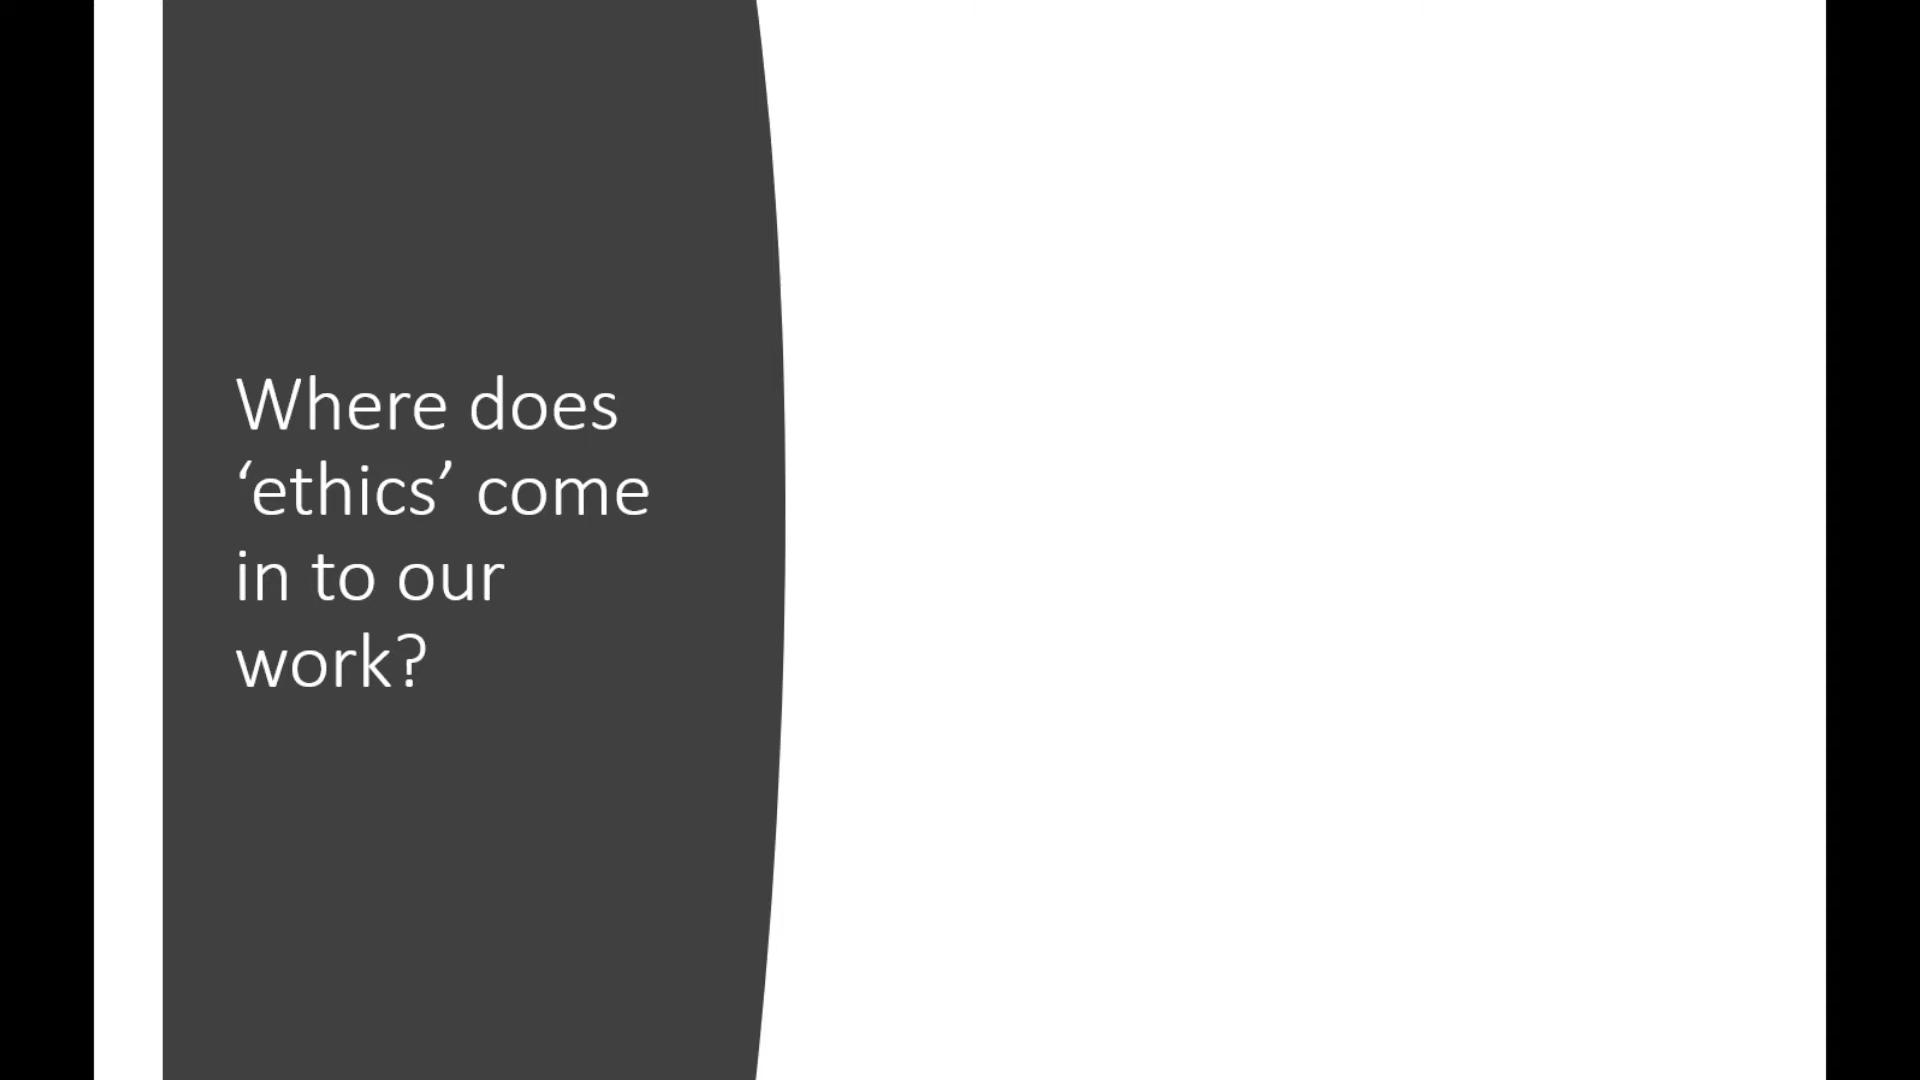 Where does
‘ethics’ come
in to our
work?